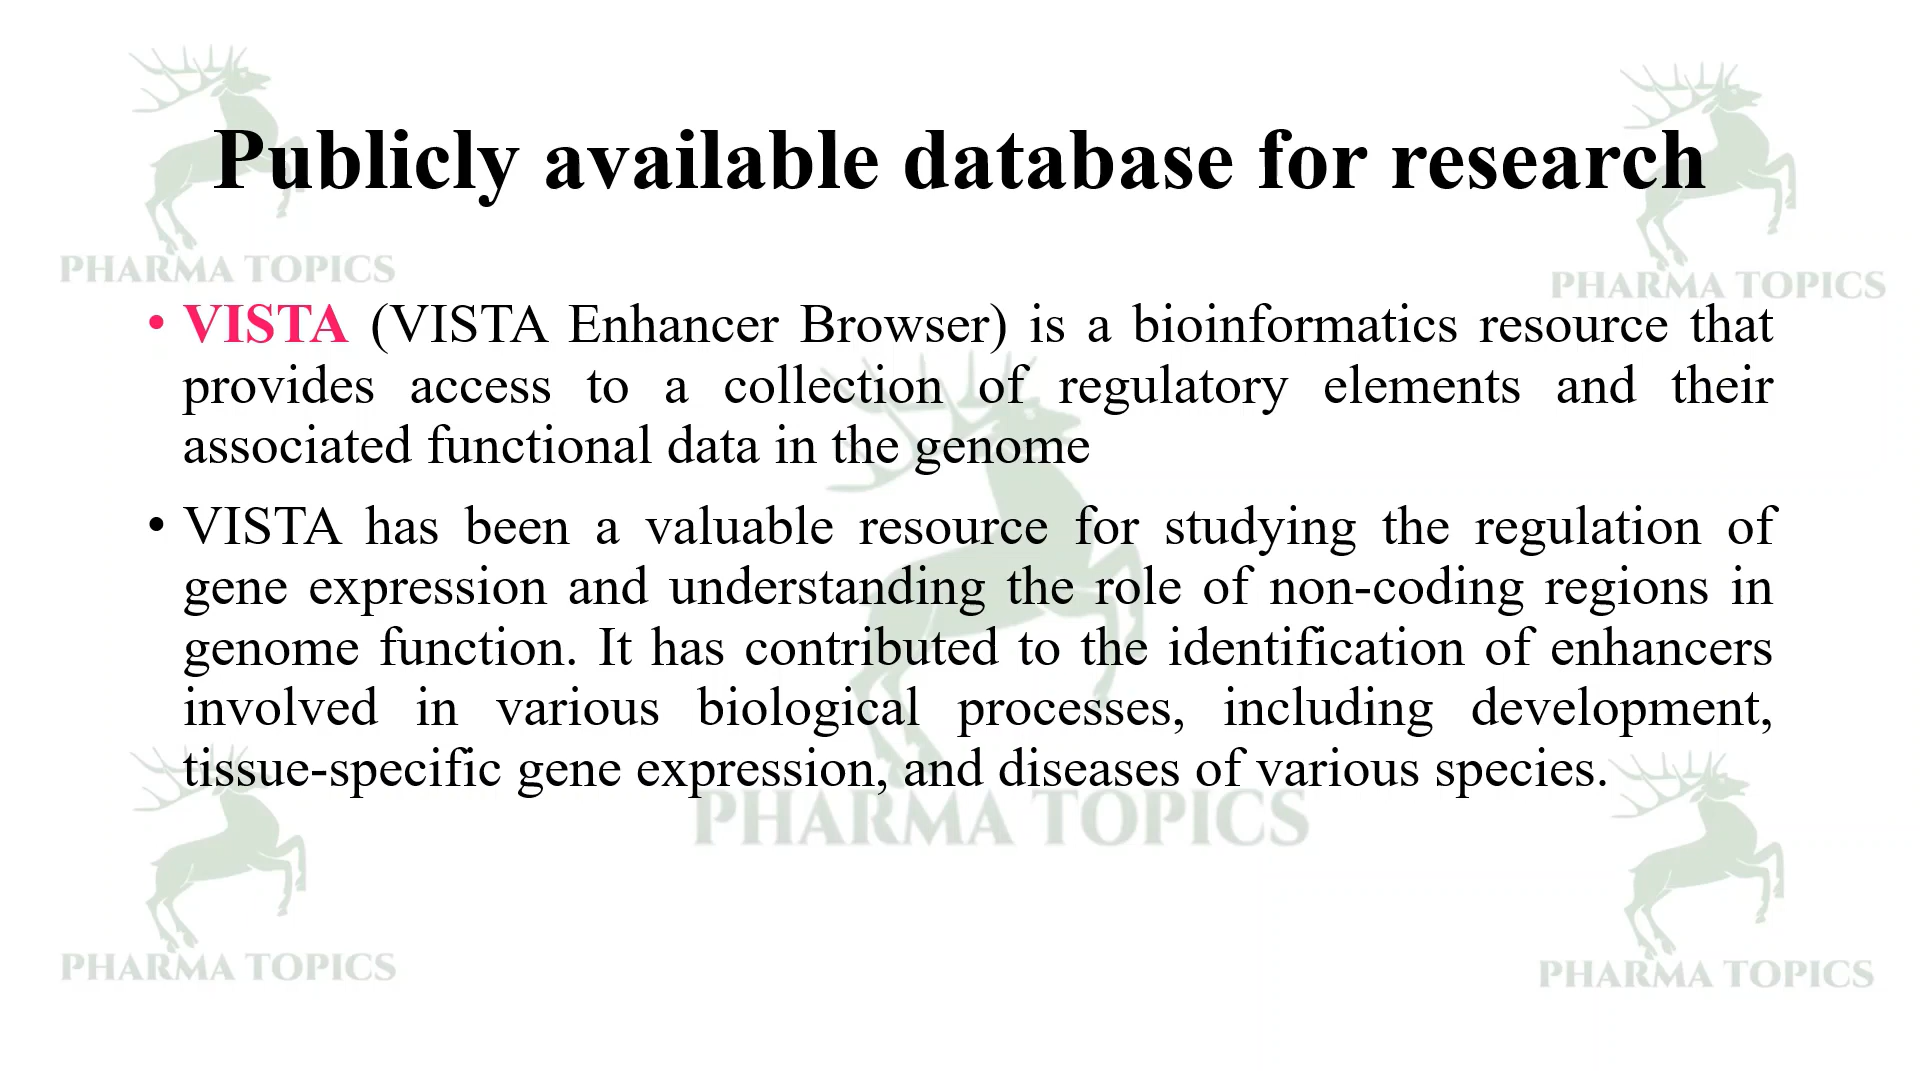 Publicly available database for research
PHARMA TOPICS
PHARMA TOPICS
• VISTA (VISTA Enhancer Browser) is a bioinformatics resource that
provides access to a collection of regulatory elements and their
associated functional data in the genome
• VISTA has been a valuable resource for studying the regulation of
gene expression and understanding the role of non-coding regions in
genome function. It has contributed to the identification of enhancers
involved in various biological processes, including development,
tissue-specific gene expression, and diseases of various species.
PHARMA TOPICS
PHARMA TOPICS
PHARMA TOPICS